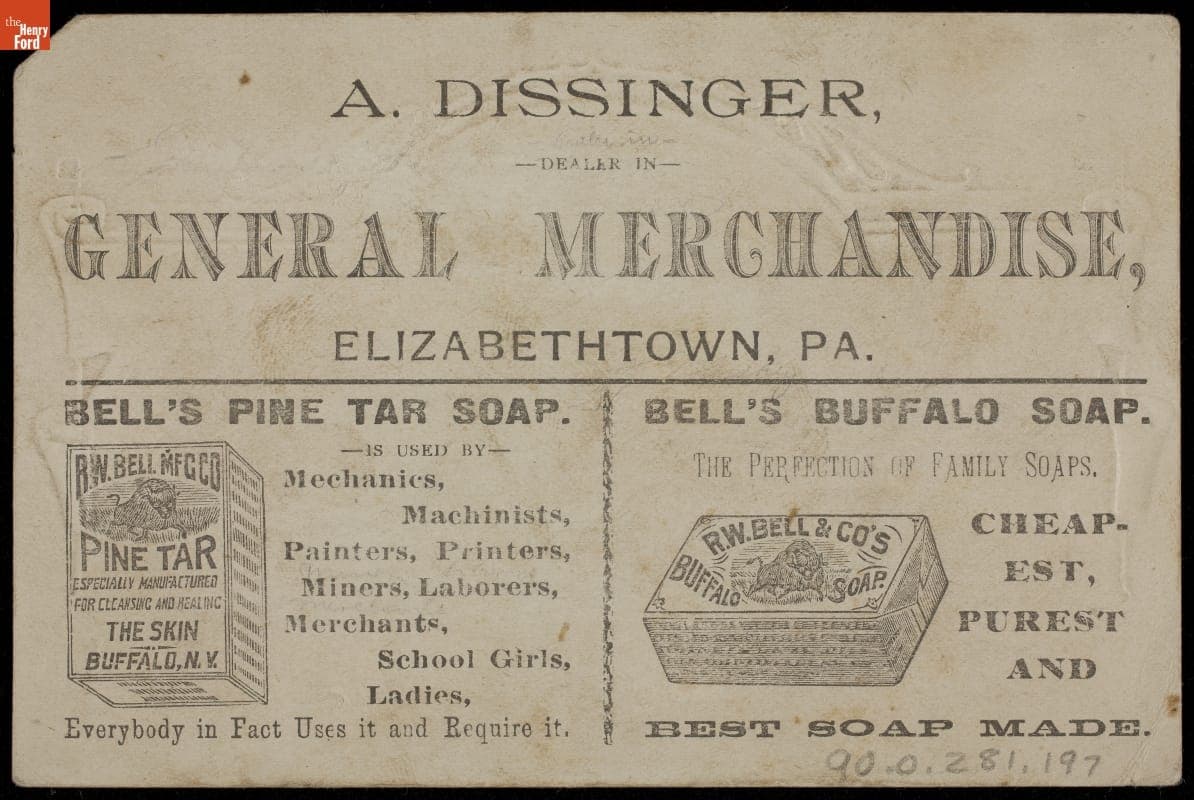 the
Henry
Ford
A. DISSINGER,
—DEALER IN—
GENERAL MERCHANDISE,
ELIZABETHTOWN, PA.
BELL'S PINE TAR SOAP.
—IS USED BY—
R.W. BELL MFG CO
PINE TAR
ESPECIALLY MANUFACTURED
FOR CLEANSING AND HEALING
THE SKIN
BUFFALO, N.Y.
Mechanics,
Machinists,
Painters, Printers,
Miners, Laborers,
Merchants,
School Girls,
Ladies,
Everybody in Fact Uses it and Require it.
BELL'S BUFFALO SOAP.
THE PERFECTION OF FAMILY SOAPS.
R.W. BELL & CO'S
BUFFALO SOAP.
CHEAP-
EST,
PUREST
AND
BEST SOAP MADE.
90.0.281.197